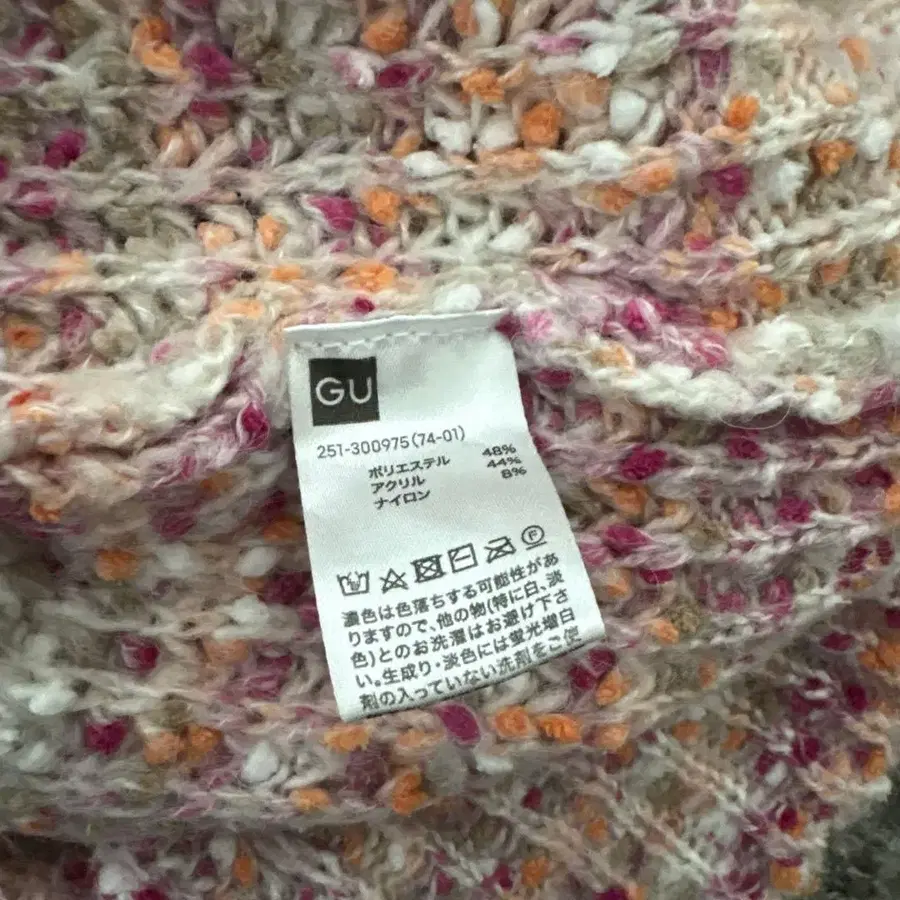 GU
251-300975(74-01)
ポリエステル 48%
アクリル 44%
ナイロン 8%
濃色は色落ちする可能性があ
りますので、他の物(特に白、淡
色)とのお洗濯はお避け下さ
い。生成り・淡色には蛍光増白
剤の入っていない洗剤をご使